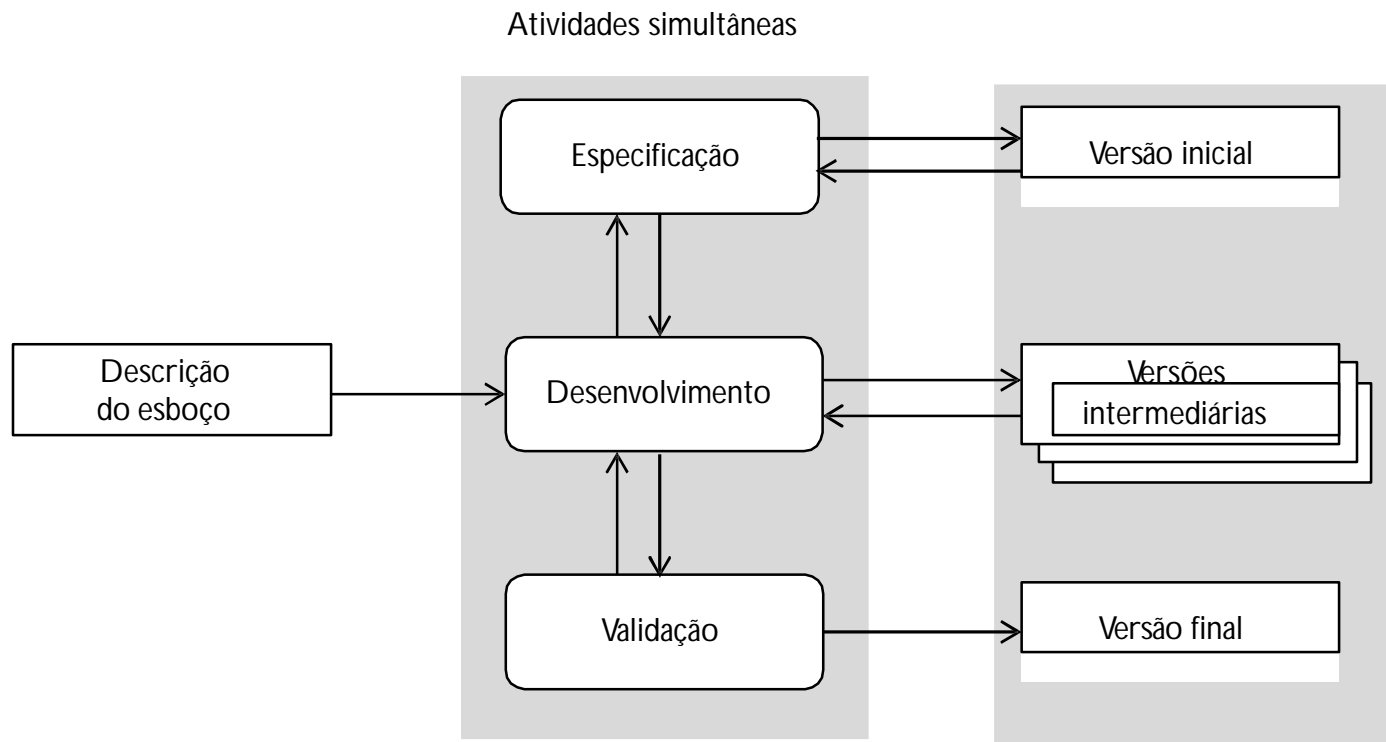 Atividades simultâneas
Especificação
Versão inicial
Descrição
do esboço
Desenvolvimento
Versões
intermediárias
Validação
Versão final